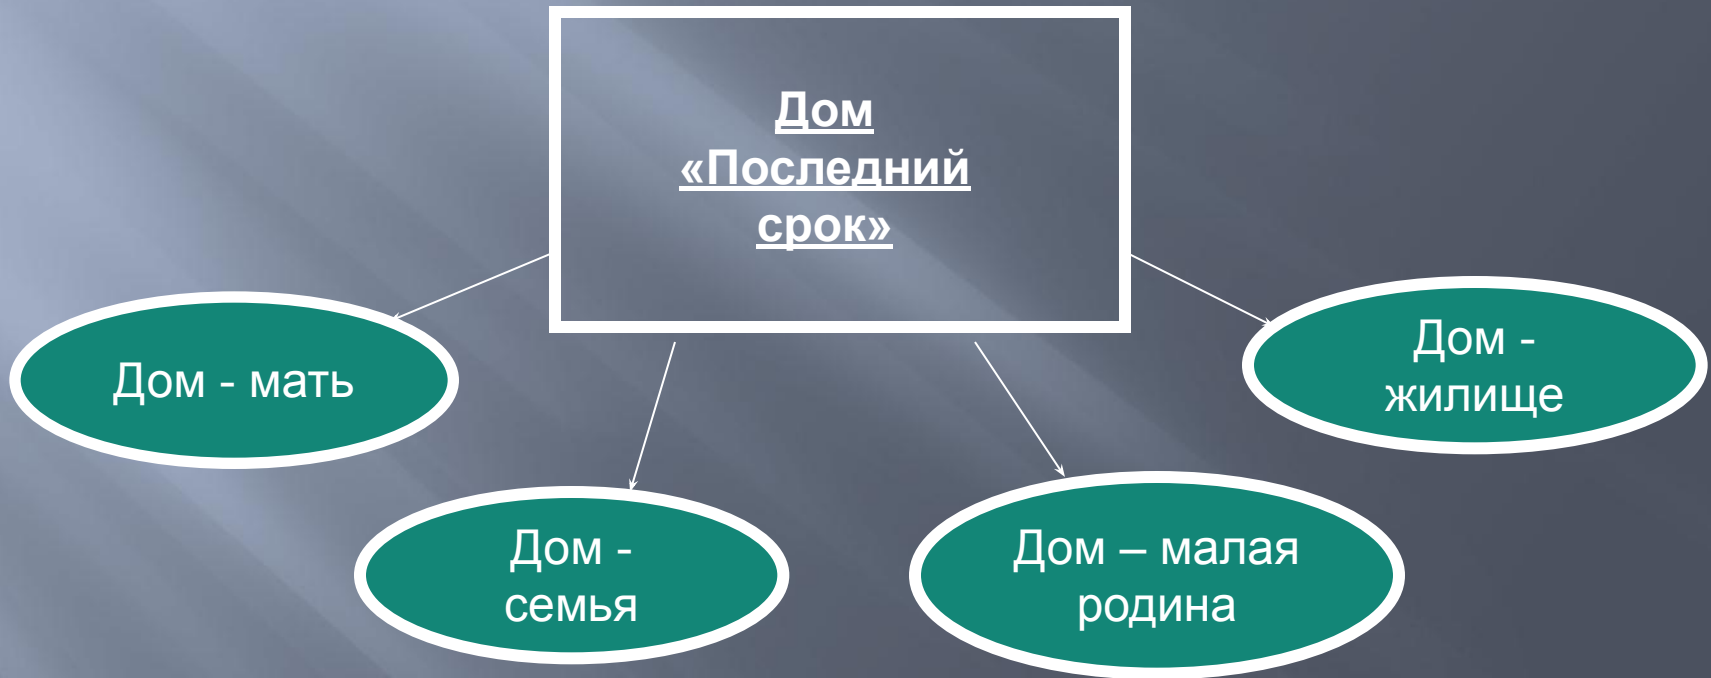 Дом
«Последний
срок»
Дом - мать
Дом -
семья
Дом – малая
родина
Дом -
жилище